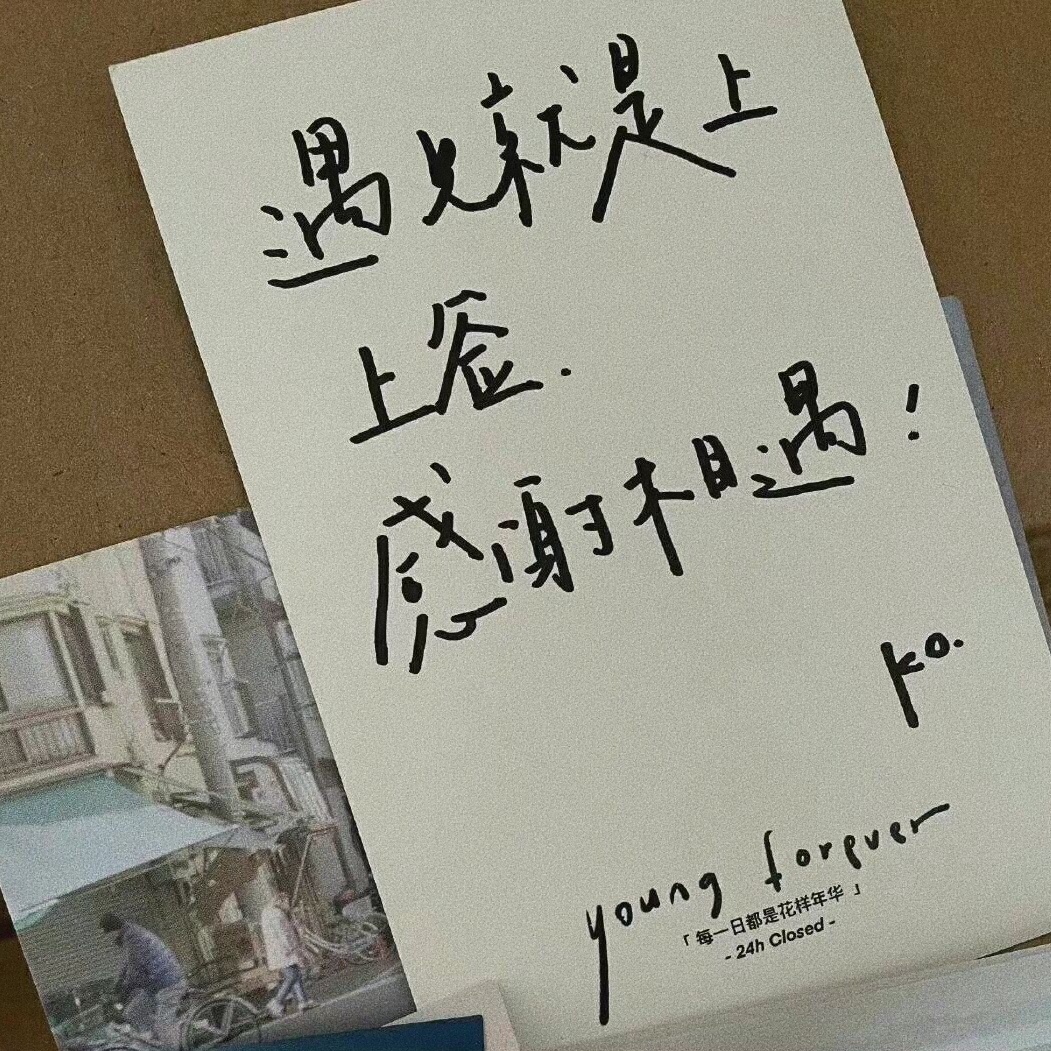 遇见就是上
上签.
感谢相遇!
ko.
young forever
「每一日都是花样年华」
- 24h Closed -